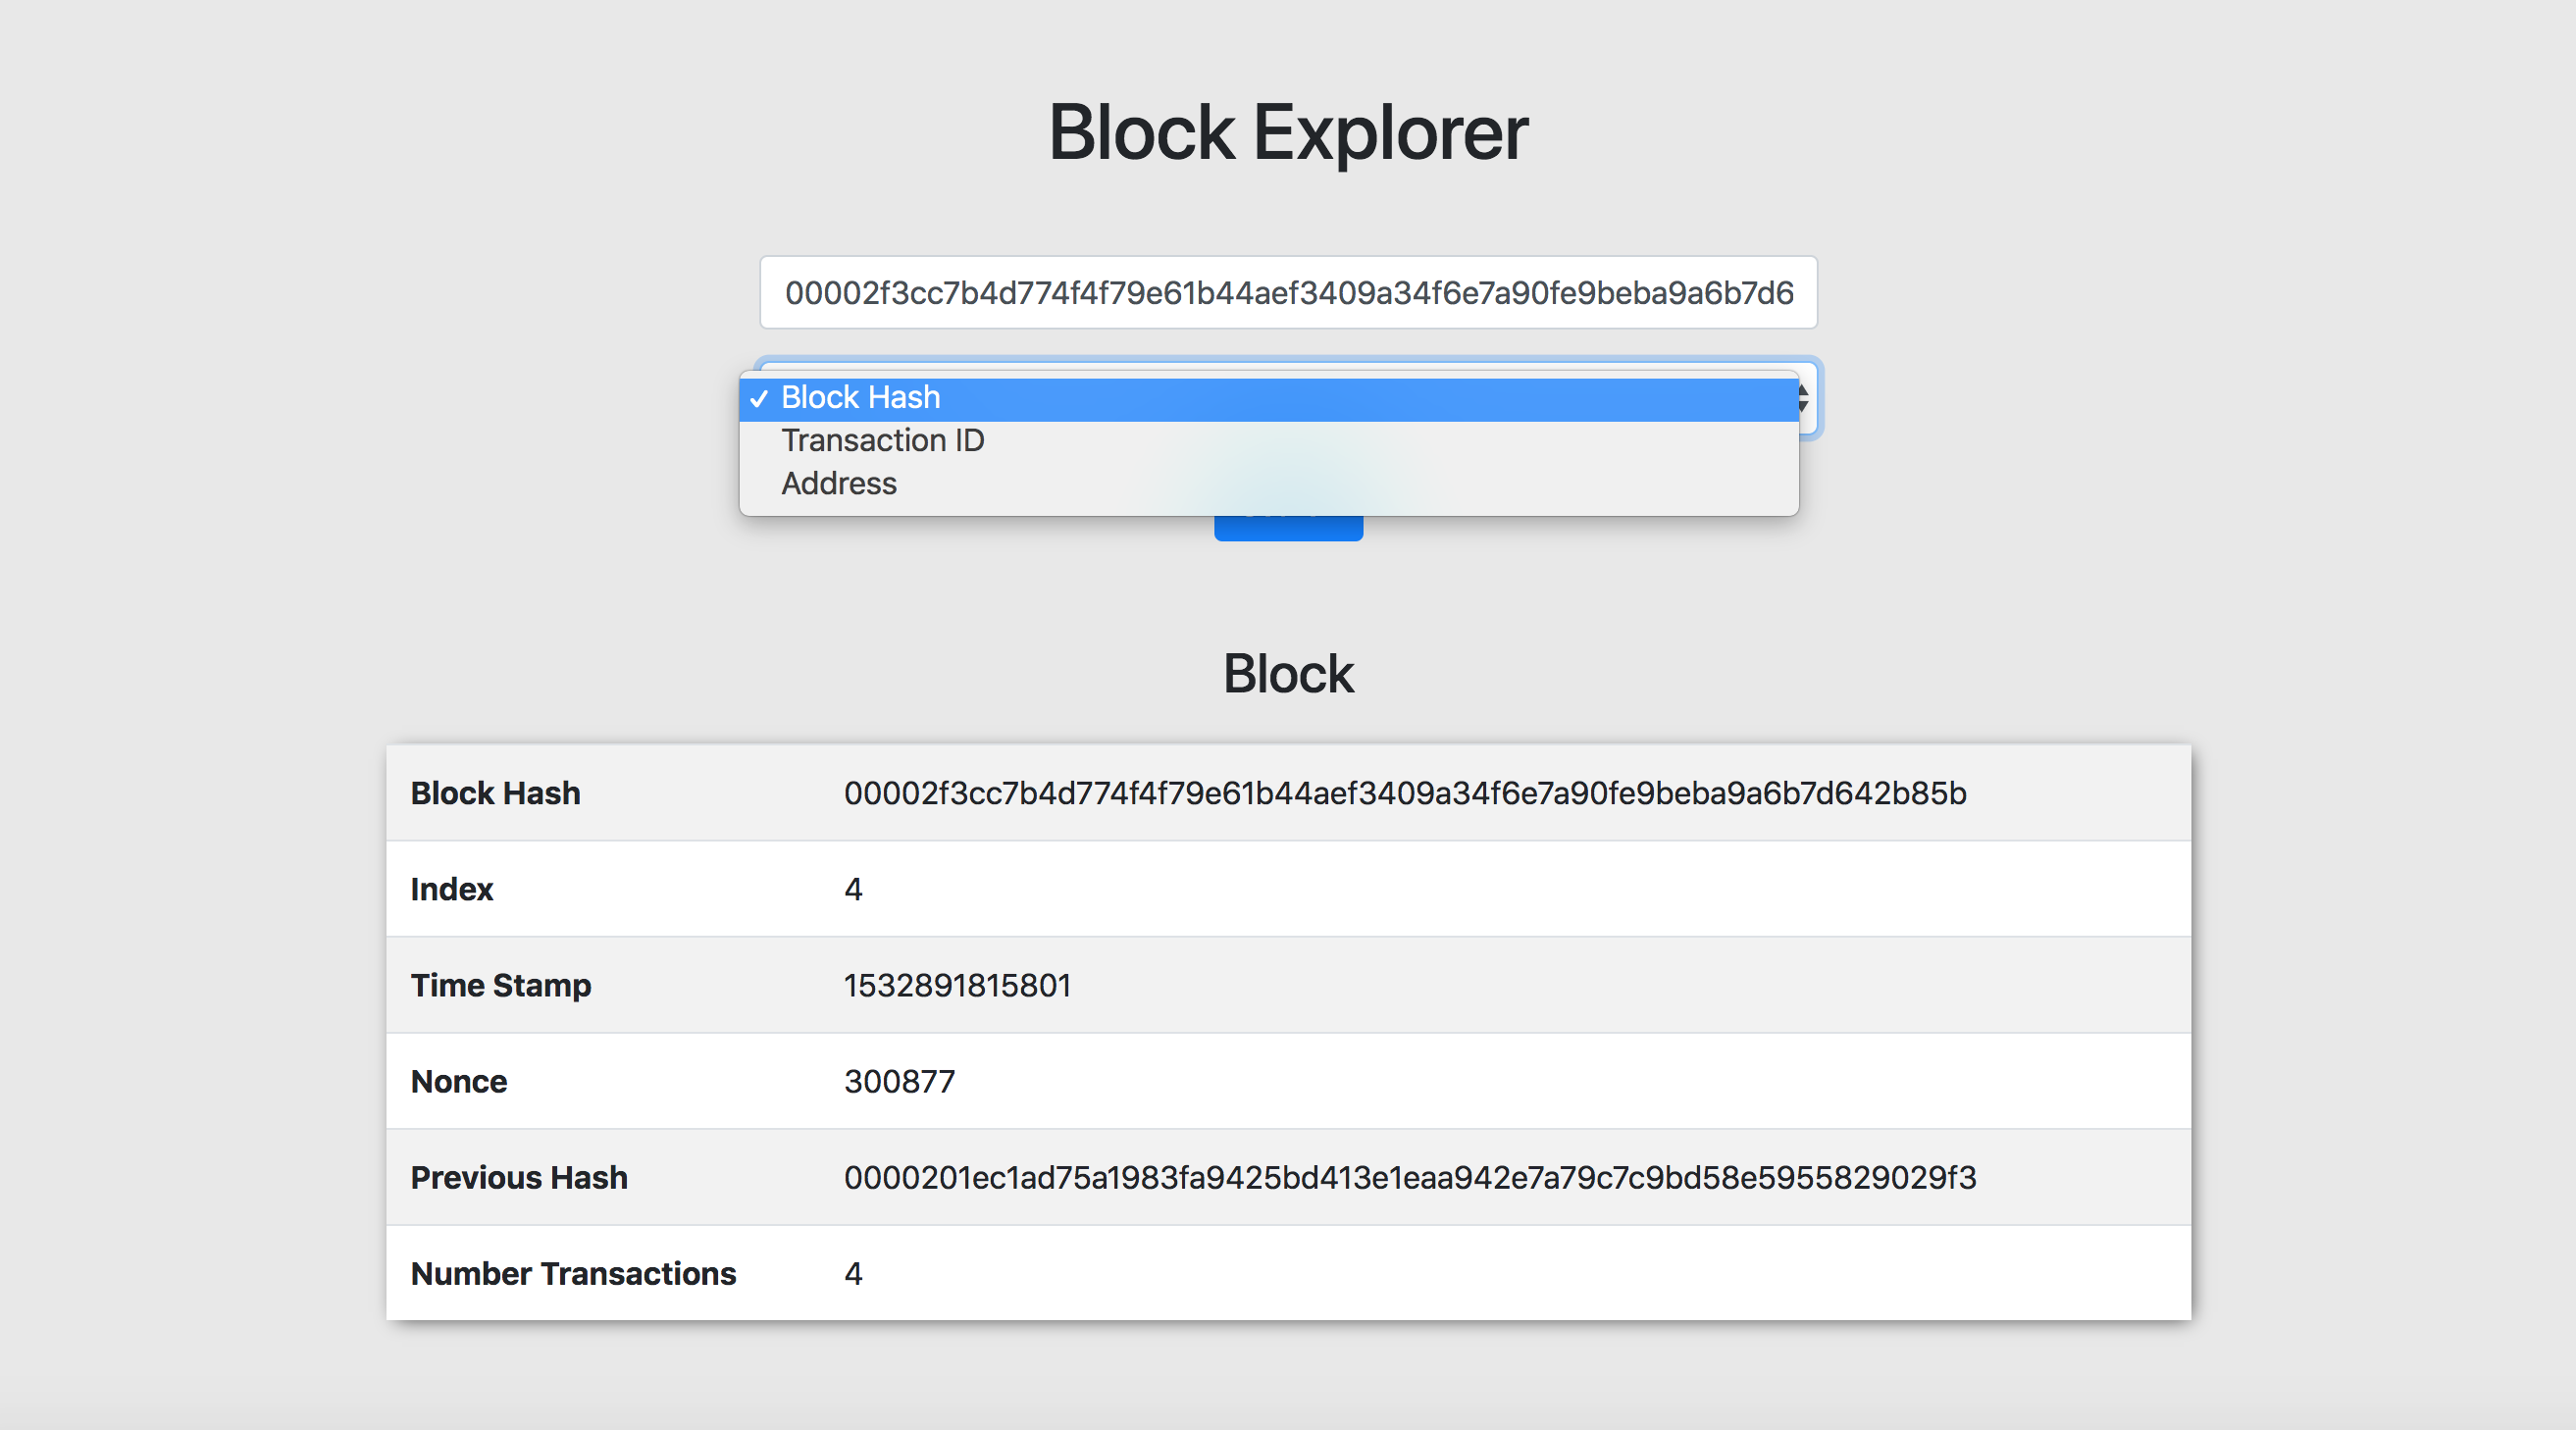 Block Explorer
00002f3cc7b4d774f4f79e61b44aef3409a34f6e7a90fe9beba9a6b7d6
✓ Block Hash
Transaction ID
Address
Block
Block Hash 00002f3cc7b4d774f4f79e61b44aef3409a34f6e7a90fe9beba9a6b7d642b85b
Index 4
Time Stamp 1532891815801
Nonce 300877
Previous Hash 0000201ec1ad75a1983fa9425bd413e1eaa942e7a79c7c9bd58e5955829029f3
Number Transactions 4